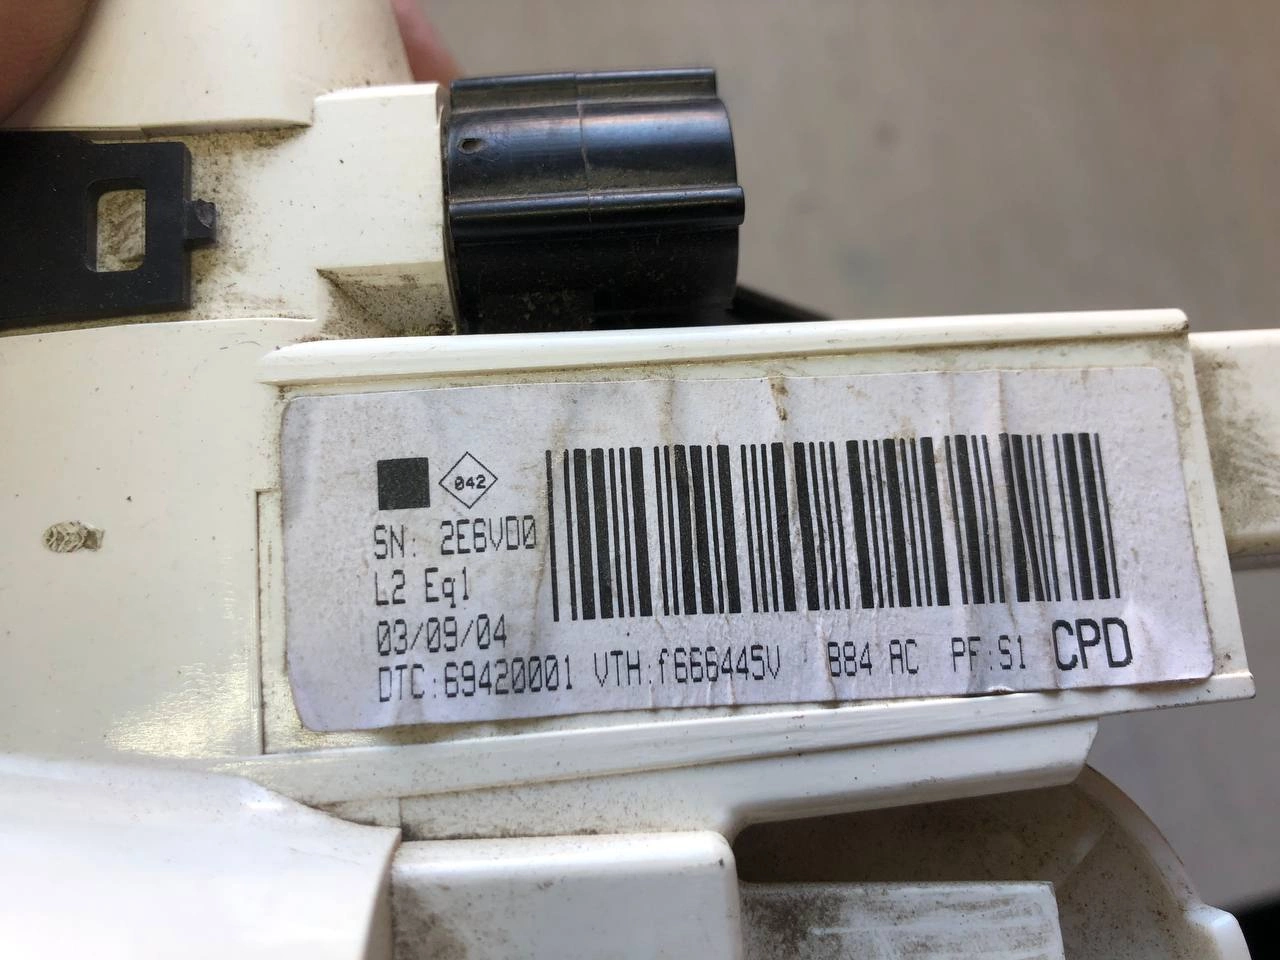 042
SN: 2E6VD0
L2 Eq1
03/09/04
DTC:69420001 VTH:f666445V B84 AC PF:S1 CPD